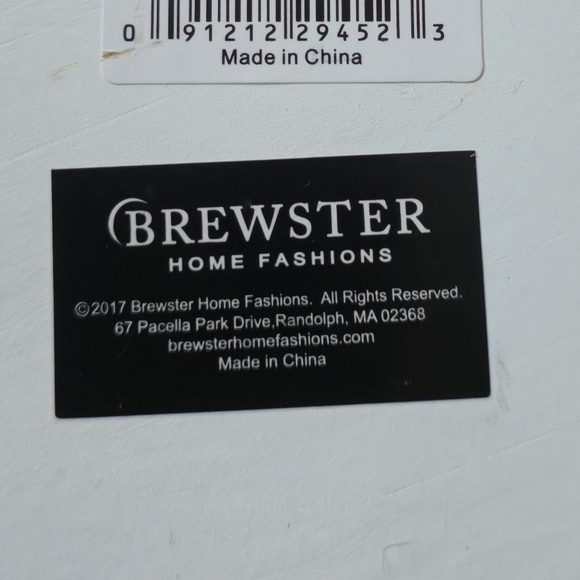 0 91212 29452 3
Made in China
BREWSTER
HOME FASHIONS
©2017 Brewster Home Fashions. All Rights Reserved.
67 Pacella Park Drive,Randolph, MA 02368
brewsterhomefashions.com
Made in China